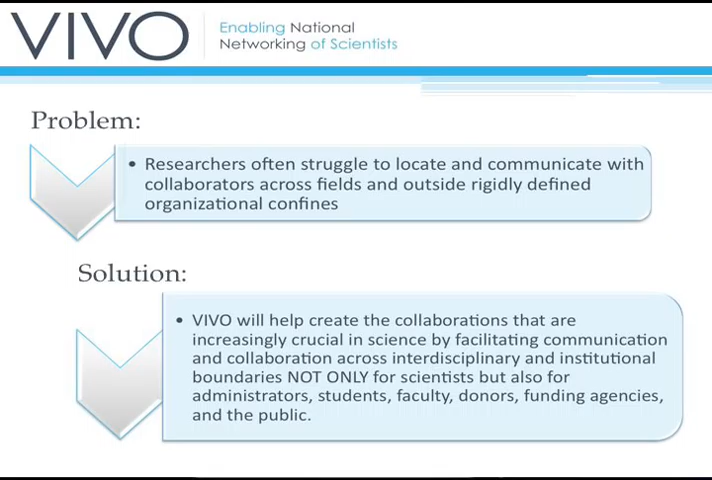 VIVO
Enabling National
Networking of Scientists
Problem:
• Researchers often struggle to locate and communicate with
collaborators across fields and outside rigidly defined
organizational confines
Solution:
• VIVO will help create the collaborations that are
increasingly crucial in science by facilitating communication
and collaboration across interdisciplinary and institutional
boundaries NOT ONLY for scientists but also for
administrators, students, faculty, donors, funding agencies,
and the public.